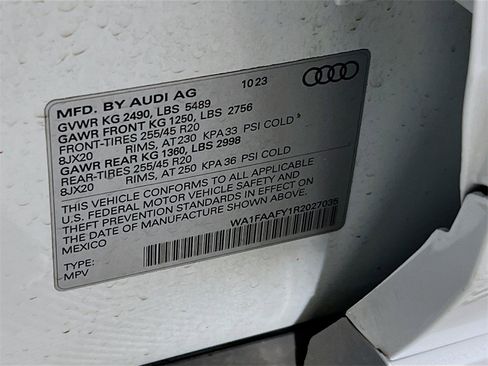 MFD. BY AUDI AG 10 23
GVWR KG 2490, LBS 5489
GAWR FRONT KG 1250, LBS 2756
FRONT-TIRES 255/45 R20
8JX20 RIMS, AT 230 KPA 33 PSI COLD
GAWR REAR KG 1360, LBS 2998
REAR-TIRES 255/45 R20
8JX20 RIMS, AT 250 KPA 36 PSI COLD
THIS VEHICLE CONFORMS TO ALL APPLICABLE
U.S. FEDERAL MOTOR VEHICLE SAFETY AND
THEFT PREVENTION STANDARDS IN EFFECT ON
THE DATE OF MANUFACTURE SHOWN ABOVE.
MEXICO
WA1FAAFY1R2027035
TYPE:
MPV